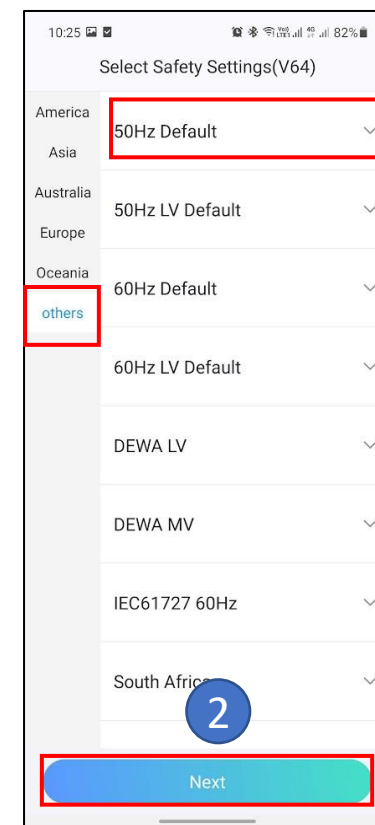 10:25 82%
Select Safety Settings(V64)
America
Asia
Australia
Europe
Oceania
others
50Hz Default
50Hz LV Default
60Hz Default
60Hz LV Default
DEWA LV
DEWA MV
IEC61727 60Hz
South Africa
2
Next